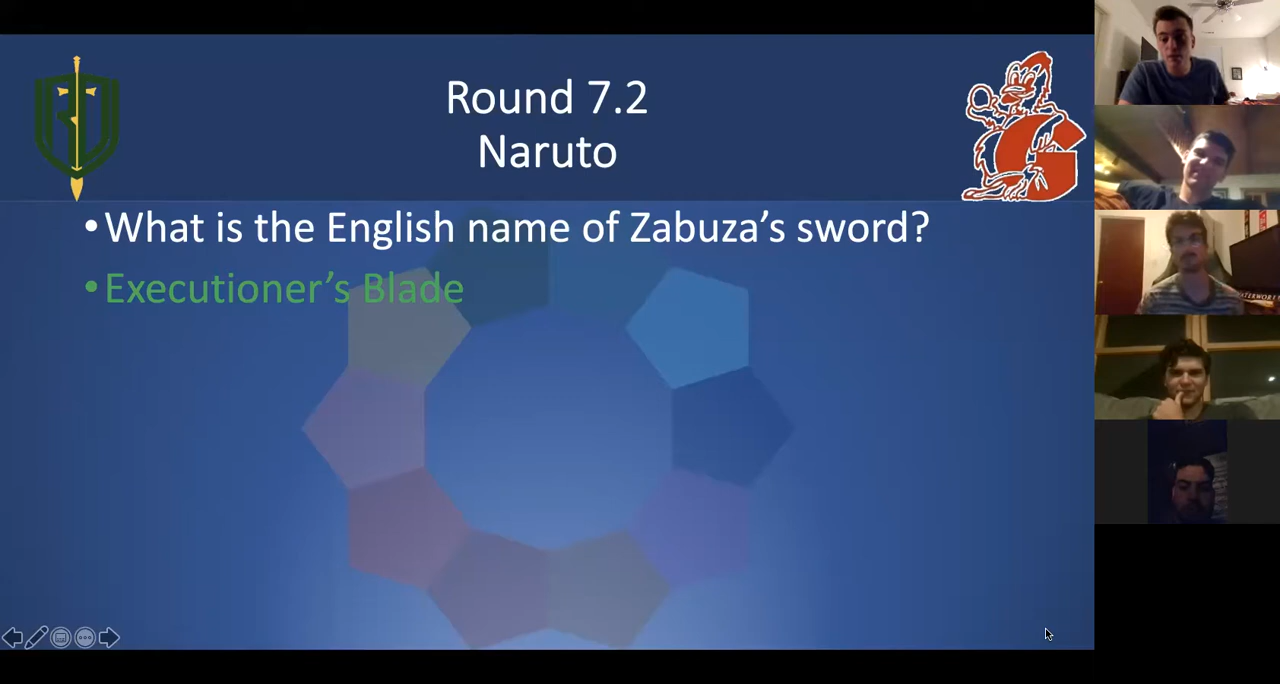 Round 7.2
Naruto
•What is the English name of Zabuza’s sword?
•Executioner’s Blade